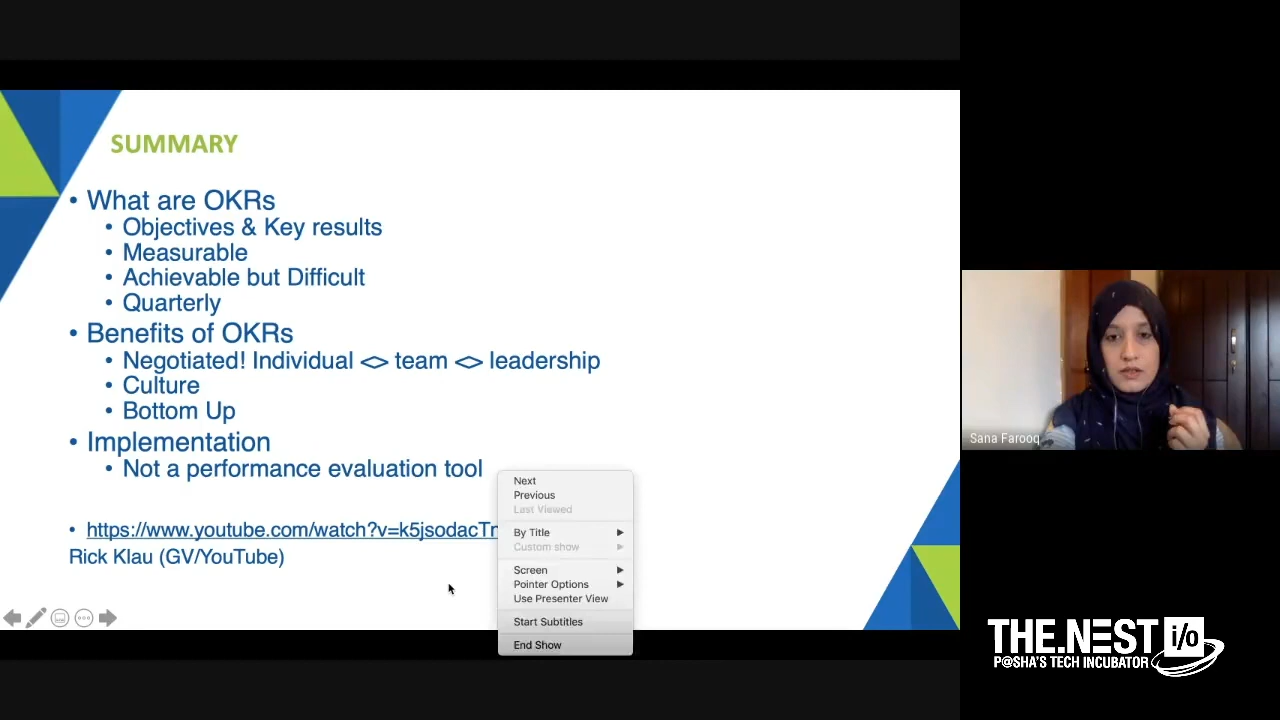 SUMMARY
• What are OKRs
• Objectives & Key results
• Measurable
• Achievable but Difficult
• Quarterly
• Benefits of OKRs
• Negotiated! Individual <> team <> leadership
• Culture
• Bottom Up
• Implementation
• Not a performance evaluation tool
• https://www.youtube.com/watch?v=k5jsodacTn
Rick Klau (GV/YouTube)
Next
Previous
Last Viewed
By Title
Custom show
Screen
Pointer Options
Use Presenter View
Start Subtitles
End Show
Sana Farooq
THE.NEST i/o
P@SHA'S TECH INCUBATOR